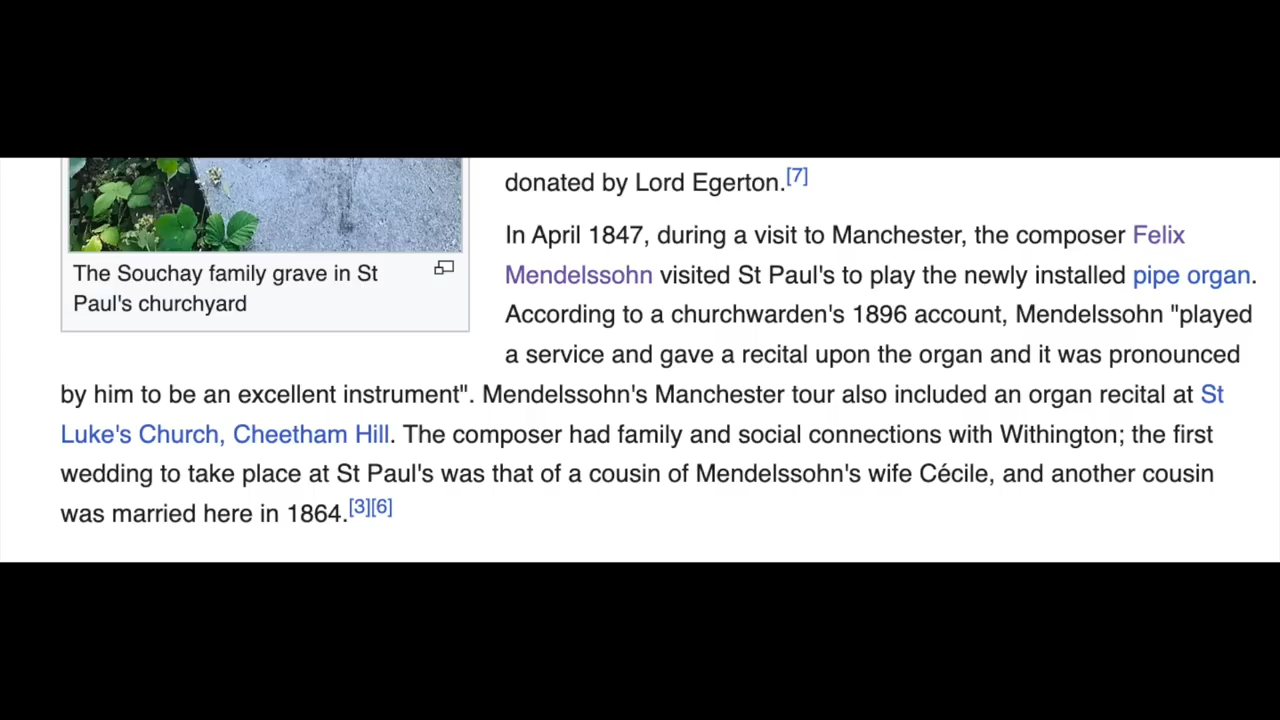 donated by Lord Egerton.[7]
In April 1847, during a visit to Manchester, the composer Felix
Mendelssohn visited St Paul's to play the newly installed pipe organ.
According to a churchwarden's 1896 account, Mendelssohn "played
a service and gave a recital upon the organ and it was pronounced
by him to be an excellent instrument". Mendelssohn's Manchester tour also included an organ recital at St
Luke's Church, Cheetham Hill. The composer had family and social connections with Withington; the first
wedding to take place at St Paul's was that of a cousin of Mendelssohn's wife Cécile, and another cousin
was married here in 1864.[3][6]
The Souchay family grave in St
Paul's churchyard